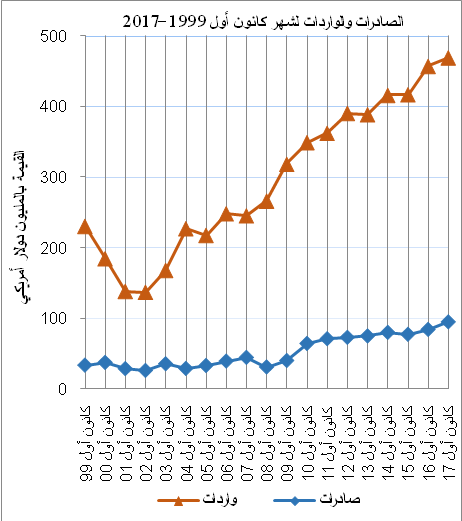 الصادرات والواردات لشهر كانون أول 1999-2017
القيمة بالمليون دولار أمريكي
500
400
300
200
100
0
كانون أول 99
كانون أول 00
كانون أول 01
كانون أول 02
كانون أول 03
كانون أول 04
كانون أول 05
كانون أول 06
كانون أول 07
كانون أول 08
كانون أول 09
كانون أول 10
كانون أول 11
كانون أول 12
كانون أول 13
كانون أول 14
كانون أول 15
كانون أول 16
كانون أول 17
صادرات
واردات